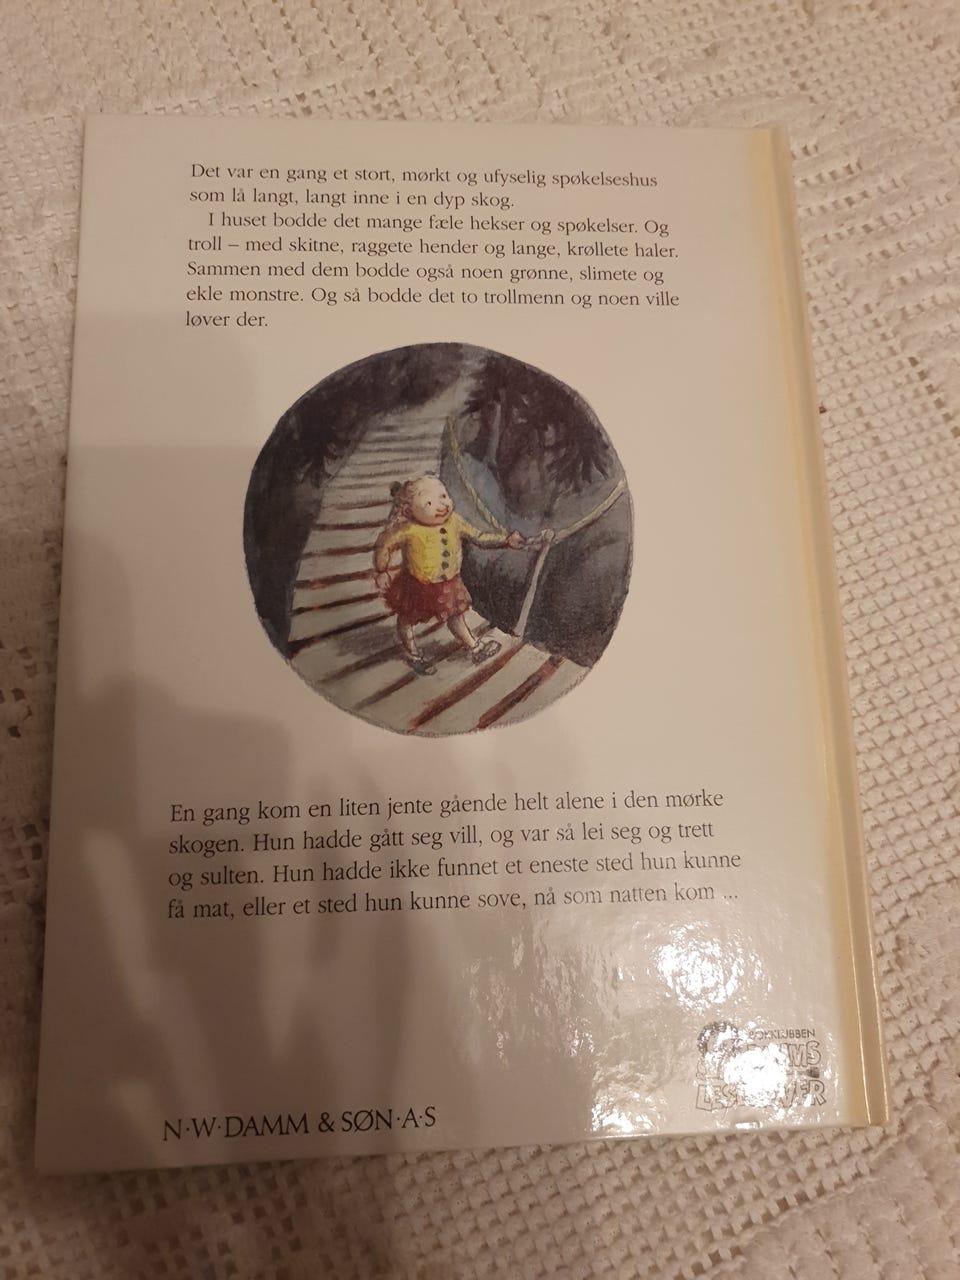 Det var en gang et stort, mørkt og ufyselig spøkelseshus
som lå langt, langt inne i en dyp skog.
I huset bodde det mange fæle hekser og spøkelser. Og
troll – med skitne, raggete hender og lange, krøllete haler.
Sammen med dem bodde også noen grønne, slimete og
ekle monstre. Og så bodde det to trollmenn og noen ville
løver der.
En gang kom en liten jente gående helt alene i den mørke
skogen. Hun hadde gått seg vill, og var så lei seg og trett
og sulten. Hun hadde ikke funnet et eneste sted hun kunne
få mat, eller et sted hun kunne sove, nå som natten kom ...
BOKKLUBBEN
N·W·DAMM & SØN·A·S